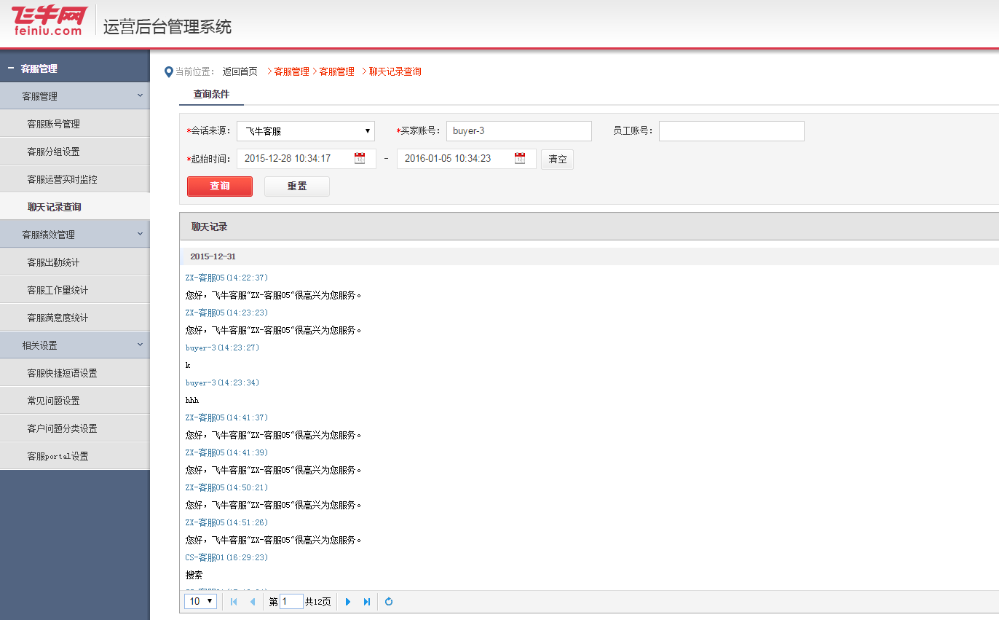 飞牛网
feiniu.com
运营后台管理系统
客服管理
客服管理
客服账号管理
客服分组设置
客服运营实时监控
聊天记录查询
客服绩效管理
客服出勤统计
客服工作量统计
客服满意度统计
相关设置
客服快捷短语设置
常见问题设置
客户问题分类设置
客服portal设置
当前位置: 返回首页 >客服管理 >客服管理 >聊天记录查询
查询条件
*会话来源: 飞牛客服 *买家账号: buyer-3 员工账号:
*起始时间: 2015-12-28 10:34:17 - 2016-01-05 10:34:23 清空
查询 重置
聊天记录
2015-12-31
ZX-客服05(14:22:37)
您好,飞牛客服"ZX-客服05"很高兴为您服务。
ZX-客服05(14:23:23)
您好,飞牛客服"ZX-客服05"很高兴为您服务。
buyer-3(14:23:27)
k
buyer-3(14:23:34)
hhh
ZX-客服05(14:41:37)
您好,飞牛客服"ZX-客服05"很高兴为您服务。
ZX-客服05(14:41:39)
您好,飞牛客服"ZX-客服05"很高兴为您服务。
ZX-客服05(14:50:21)
您好,飞牛客服"ZX-客服05"很高兴为您服务。
ZX-客服05(14:51:26)
您好,飞牛客服"ZX-客服05"很高兴为您服务。
CS-客服01(16:29:23)
搜索
10 第 1 共12页